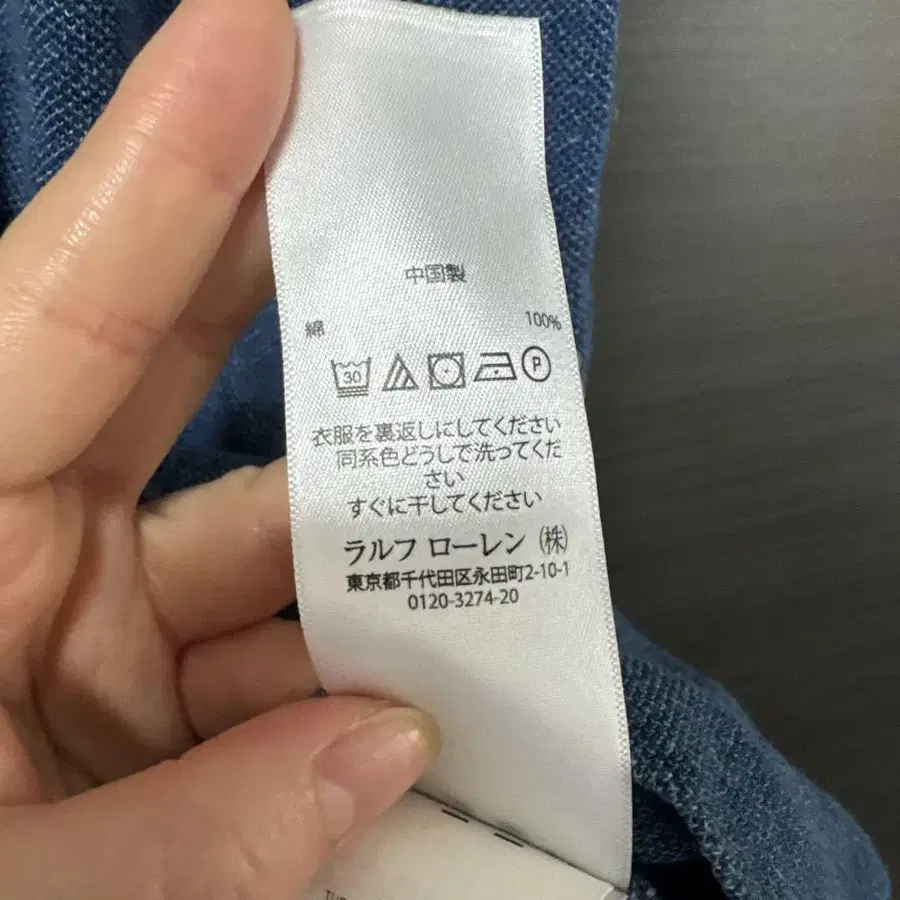 中国製
綿 100%
30 P
衣服を裏返しにしてください
同系色どうしで洗ってくだ
さい
すぐに干してください
ラルフ ローレン (株)
東京都千代田区永田町2-10-1
0120-3274-20